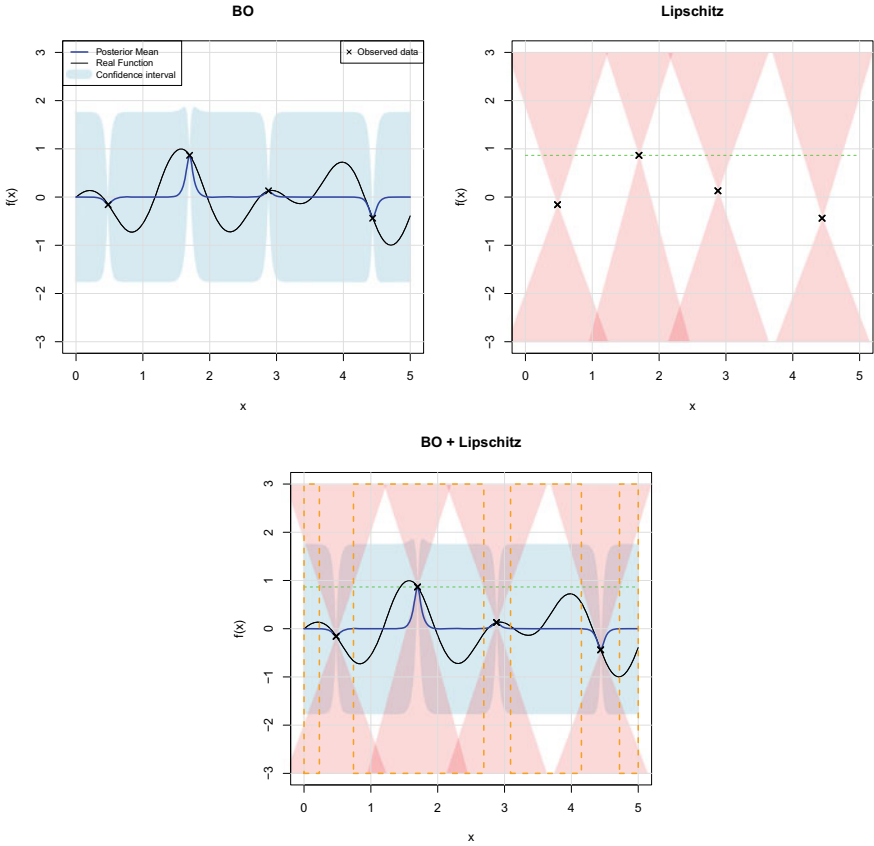 BO
Posterior Mean
Real Function
Confidence interval
Observed data
f(x)
3
2
1
0
−1
−2
−3
0 1 2 3 4 5
x
Lipschitz
f(x)
3
2
1
0
−1
−2
−3
0 1 2 3 4 5
x
BO + Lipschitz
f(x)
3
2
1
0
−1
−2
−3
0 1 2 3 4 5
x